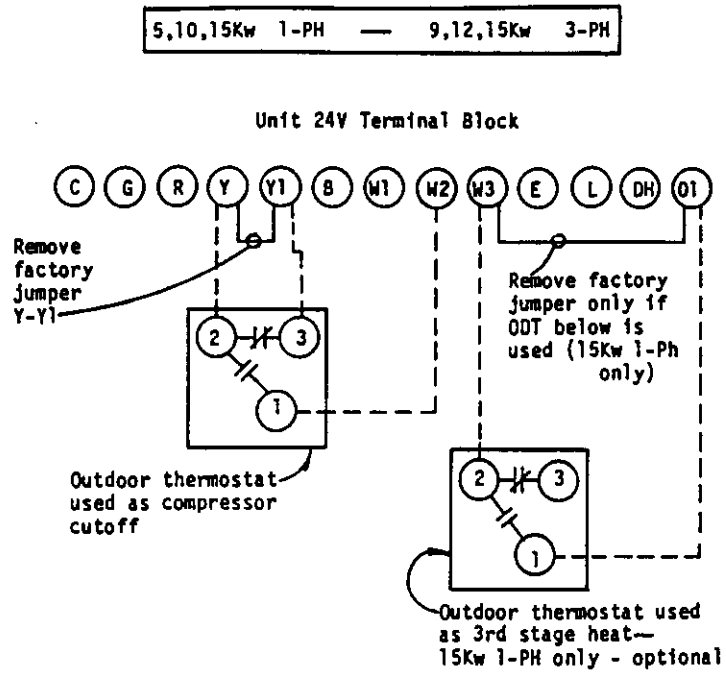 5,10,15Kw 1-PH — 9,12,15Kw 3-PH
Unit 24V Terminal Block
C G R Y Y1 B W1 W2 W3 E L DH O1
Remove
factory
jumper
Y-Y1
Remove factory
jumper only if
ODT below is
used (15Kw 1-Ph
only)
2 3
1
Outdoor thermostat
used as compressor
cutoff
2 3
1
Outdoor thermostat used
as 3rd stage heat—
15Kw 1-PH only - optional